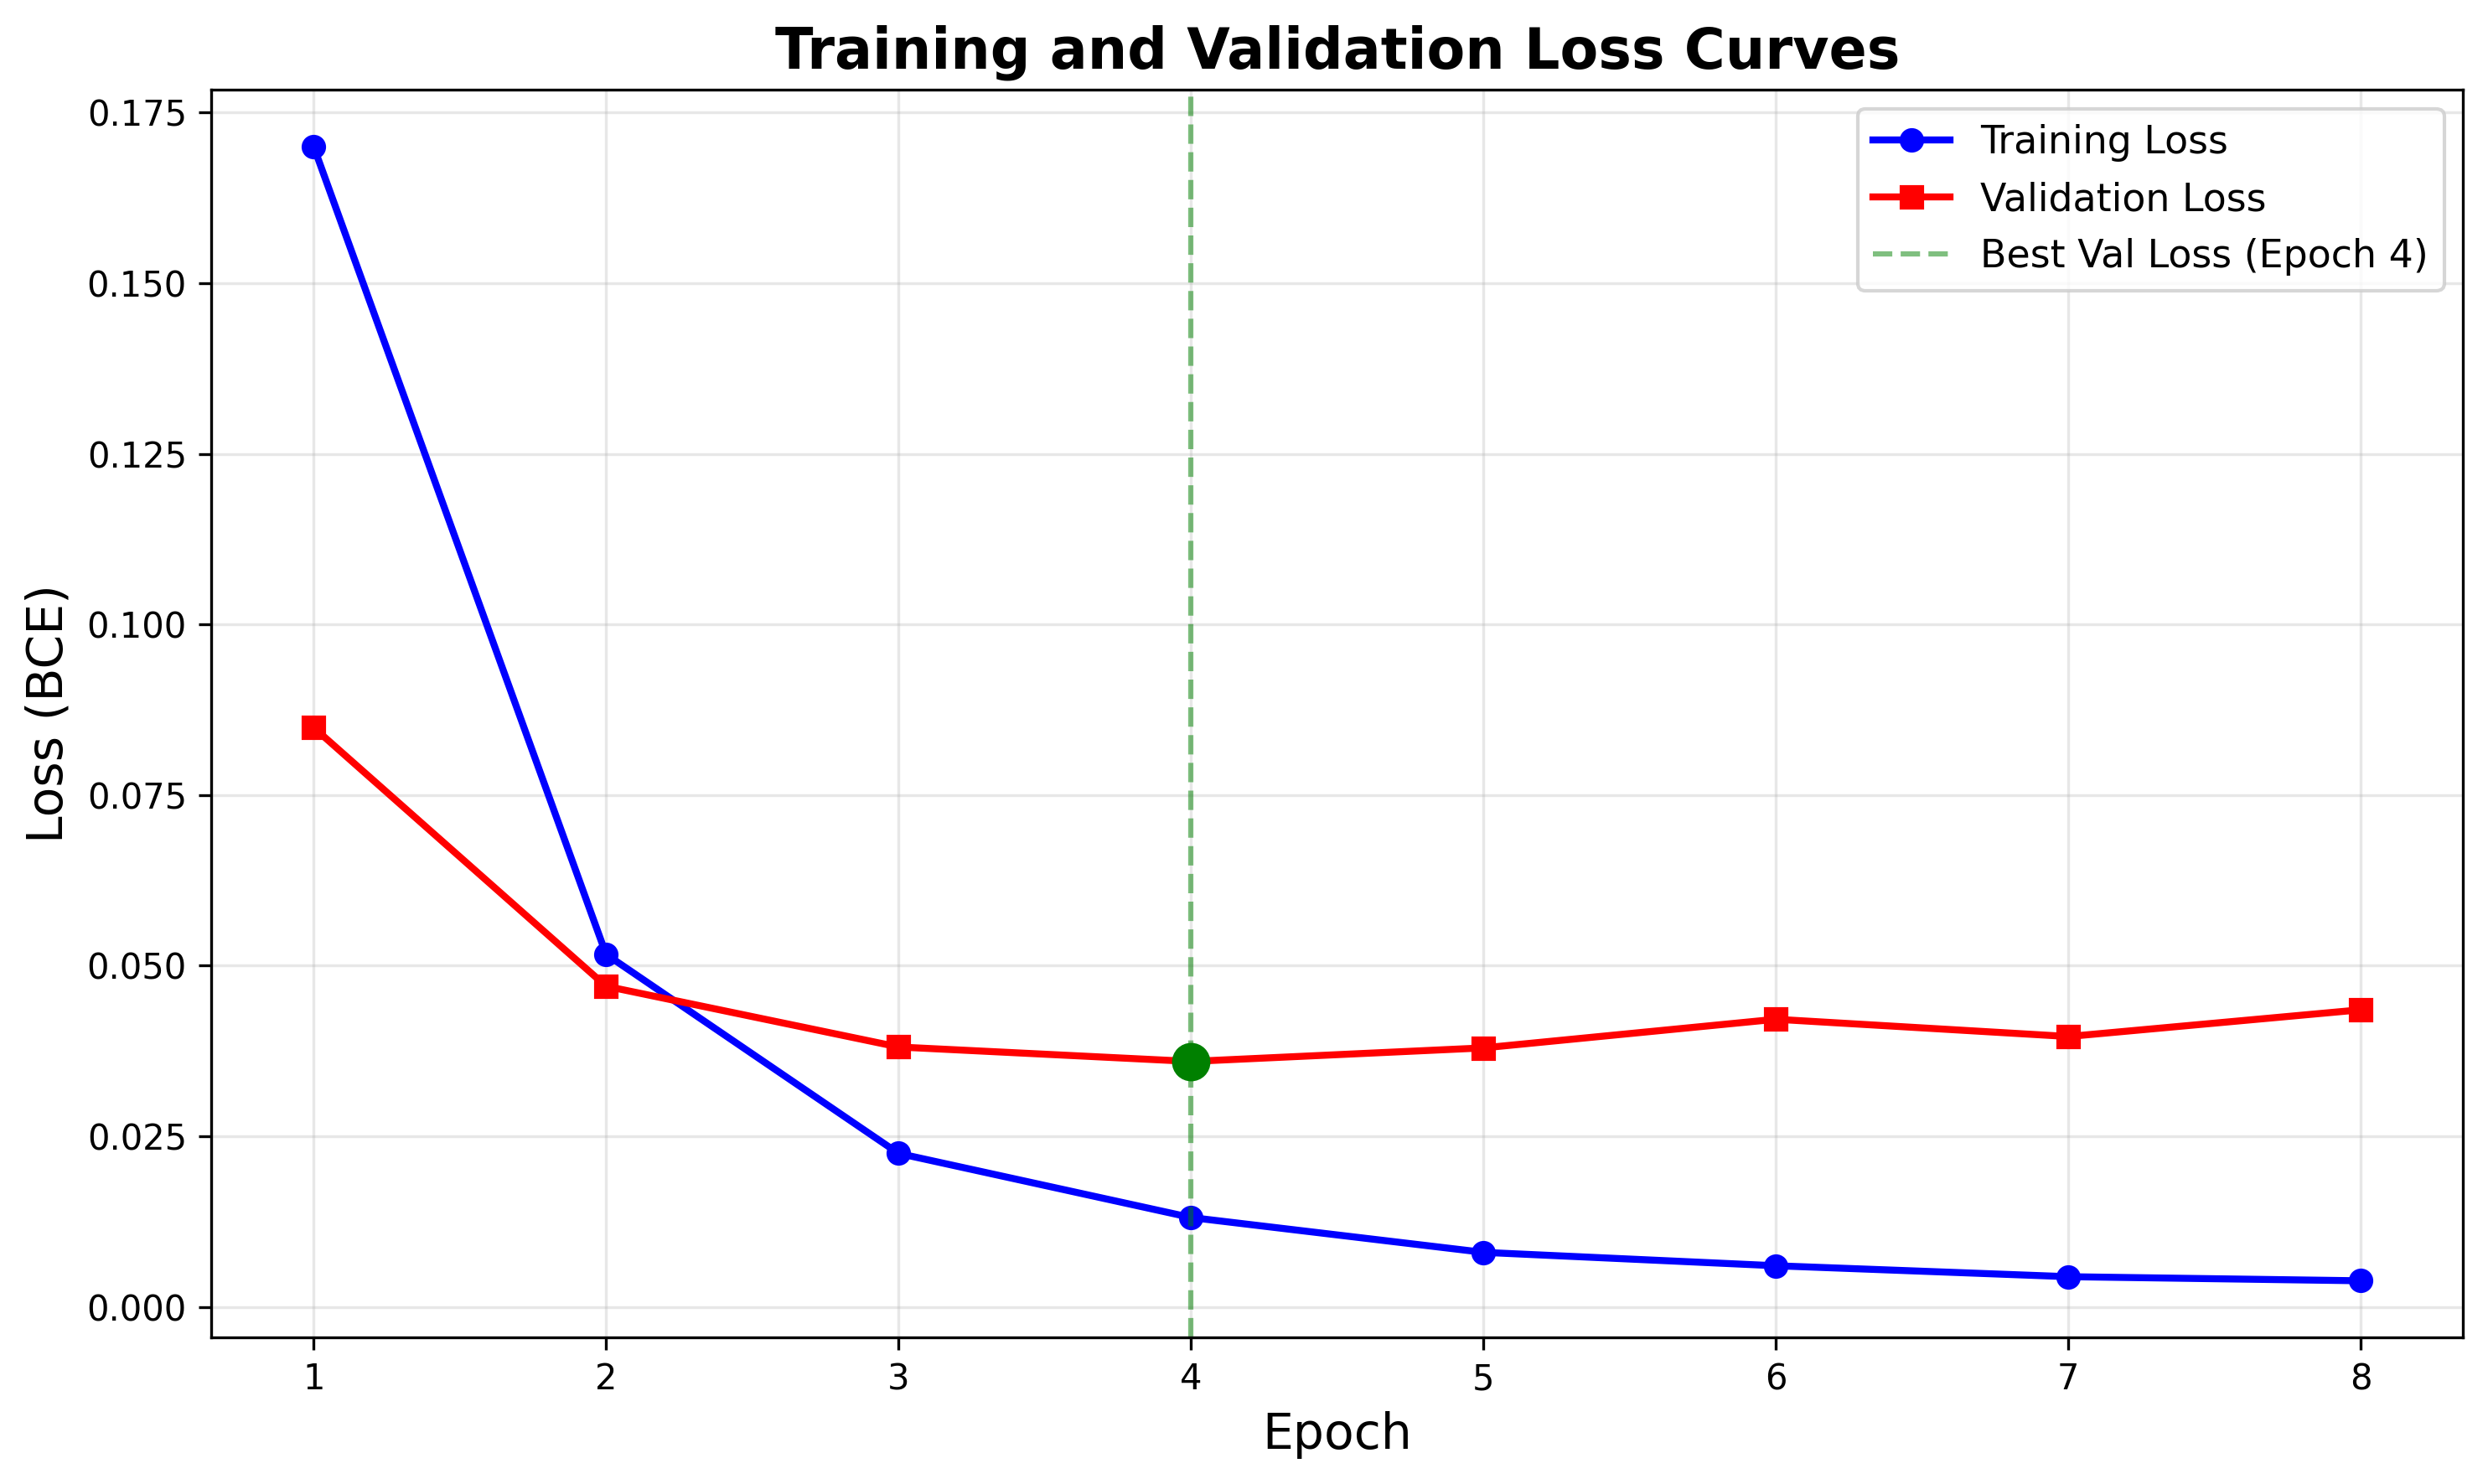 Training and Validation Loss Curves
Training Loss
Validation Loss
Best Val Loss (Epoch 4)
Loss (BCE)
0.175
0.150
0.125
0.100
0.075
0.050
0.025
0.000
1 2 3 4 5 6 7 8
Epoch